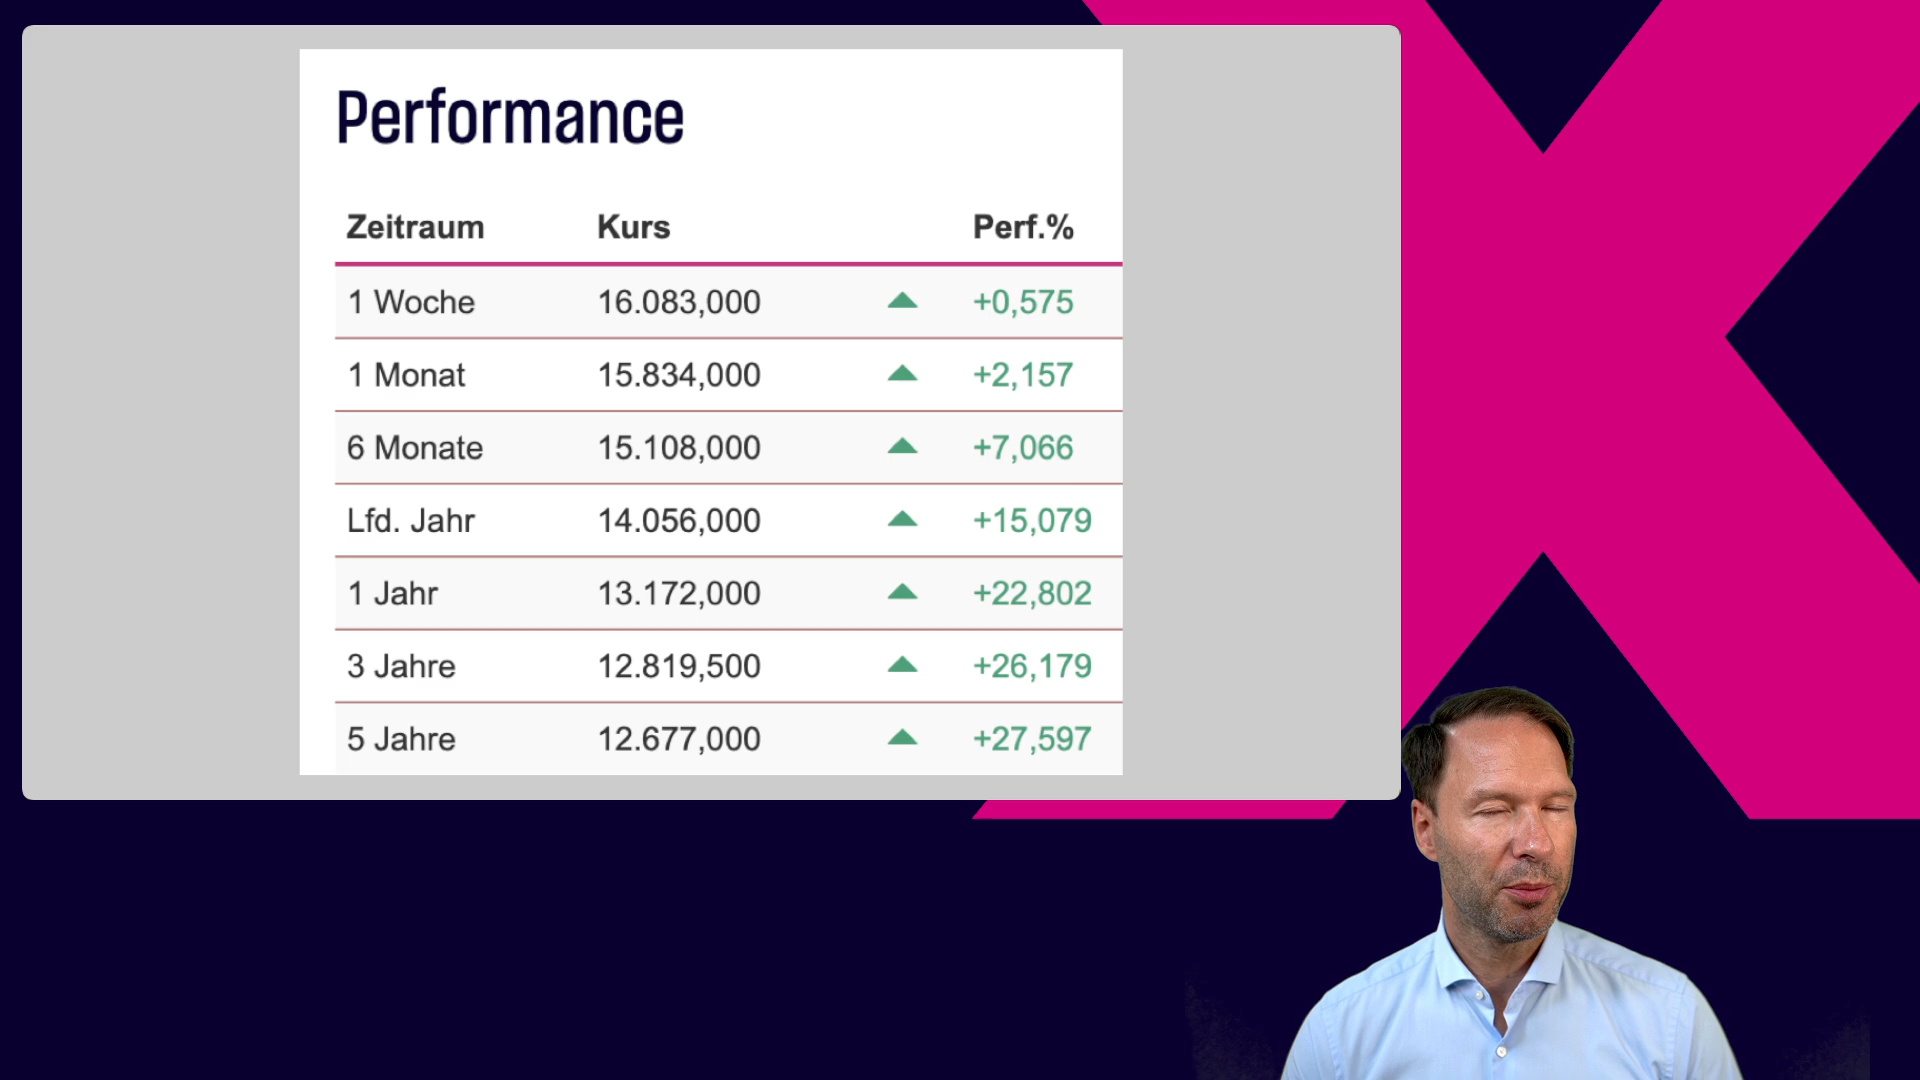 Performance
Zeitraum Kurs Perf.%
1 Woche 16.083,000 +0,575
1 Monat 15.834,000 +2,157
6 Monate 15.108,000 +7,066
Lfd. Jahr 14.056,000 +15,079
1 Jahr 13.172,000 +22,802
3 Jahre 12.819,500 +26,179
5 Jahre 12.677,000 +27,597